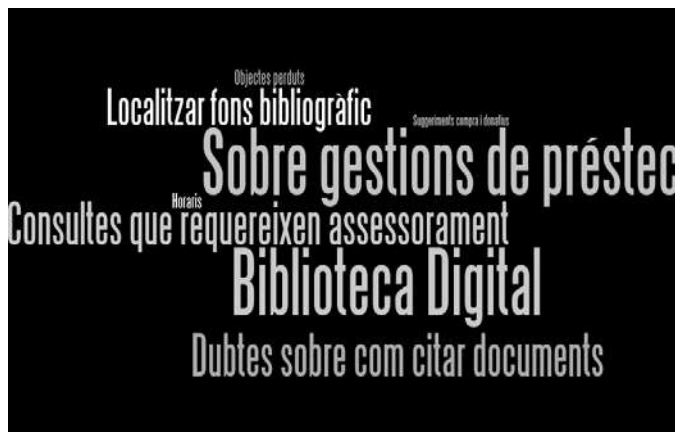 Objectes perduts
Localitzar fons bibliogràfic
Suggeriments compra i donatius
Sobre gestions de préstec
Horaris
Consultes que requereixen assessorament
Biblioteca Digital
Dubtes sobre com citar documents